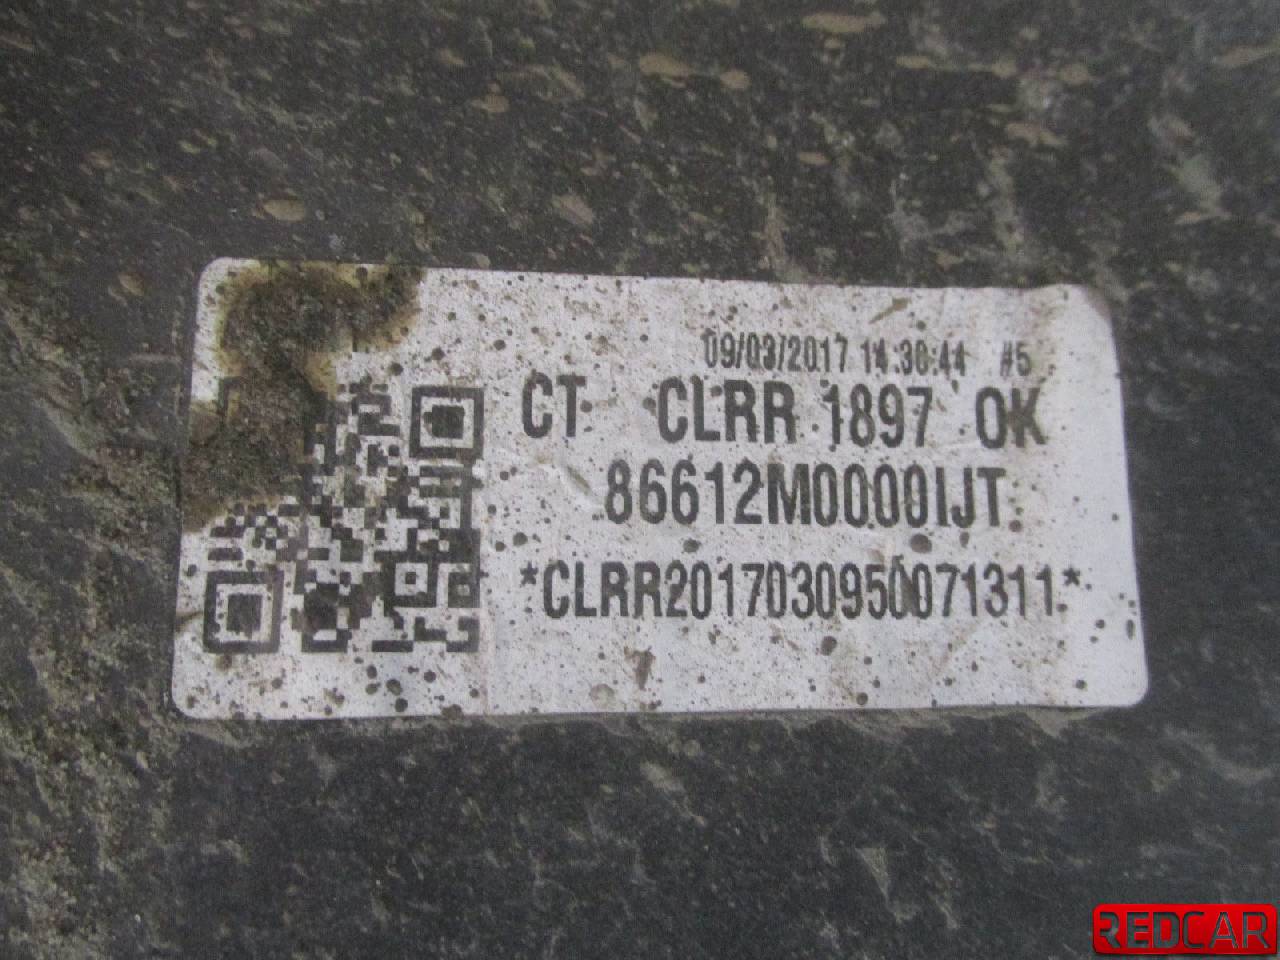 09/03/2017 14:30:44 #5
CT CLRR 1897 OK
86612M0000IJT
*CLRR2017030950071311*
REDCAR